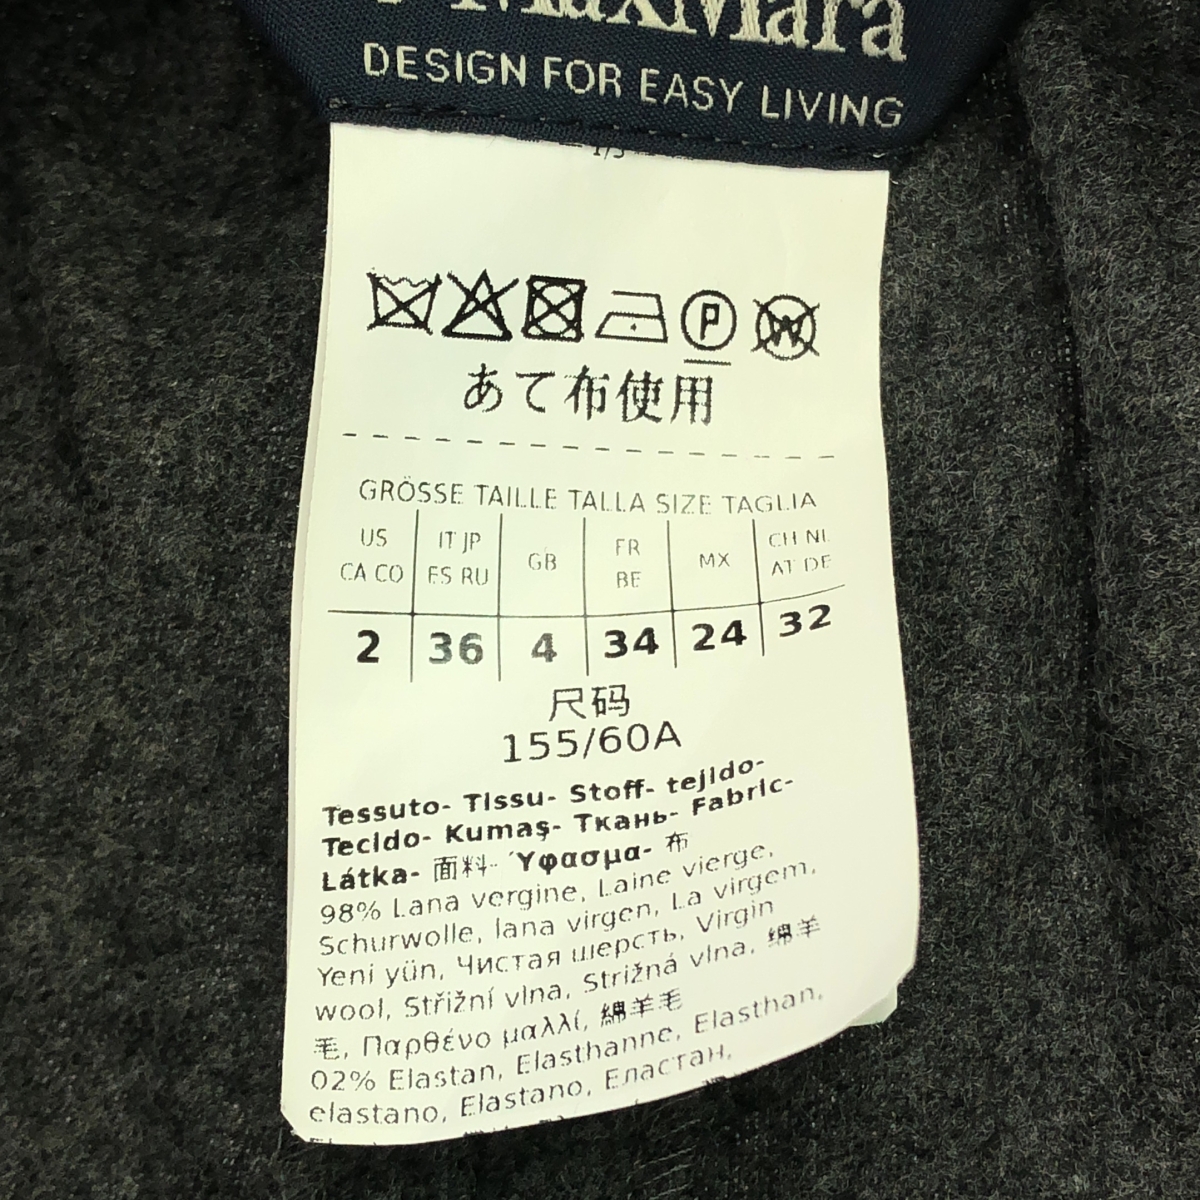 MaxMara
DESIGN FOR EASY LIVING
1/5
P W
あて布使用
GRÖSSE TAILLE TALLA SIZE TAGLIA
US CA CO IT JP ES RU GB FR BE MX CH NL AT DE
2 36 4 34 24 32
尺码
155/60A
Tessuto- Tissu- Stoff- tejido-
Tecido- Kumaş- Ткань- Fabric-
Látka- 面料- Ύφασμα- 布
98% Lana vergine, Laine vierge,
Schurwolle, lana virgen, La virgem,
Yeni yün, Чистая шерсть, Virgin
wool, Střižní vlna, Strižná vlna, 绵羊
毛, Παρθένο μαλλί, 綿羊毛
02% Elastan, Elasthanne, Elasthan,
elastano, Elastano, Еластан,